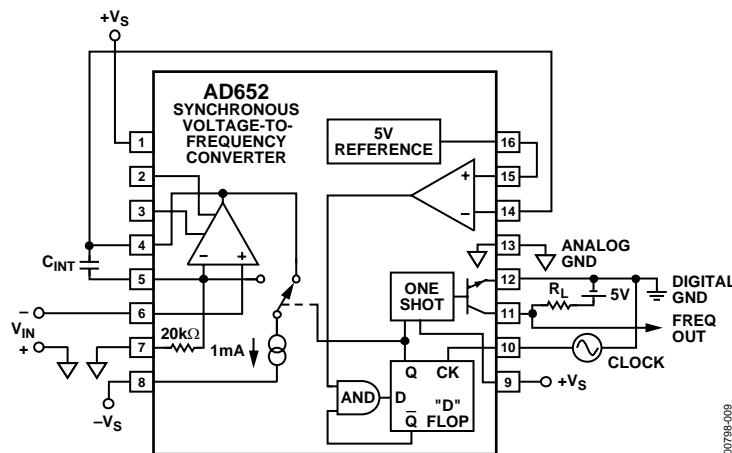 +VS
AD652
SYNCHRONOUS
VOLTAGE-TO-
FREQUENCY
CONVERTER
5V
REFERENCE
1
2
3
4
5
6
7
8
16
15
14
13
12
11
10
9
+
–
–
+
CINT
–
VIN
+
20kΩ
1mA
–VS
ONE
SHOT
AND
D
Q
CK
"D"
FLOP
Q̅
ANALOG
GND
RL
5V
DIGITAL
GND
FREQ
OUT
CLOCK
+VS
00798-009